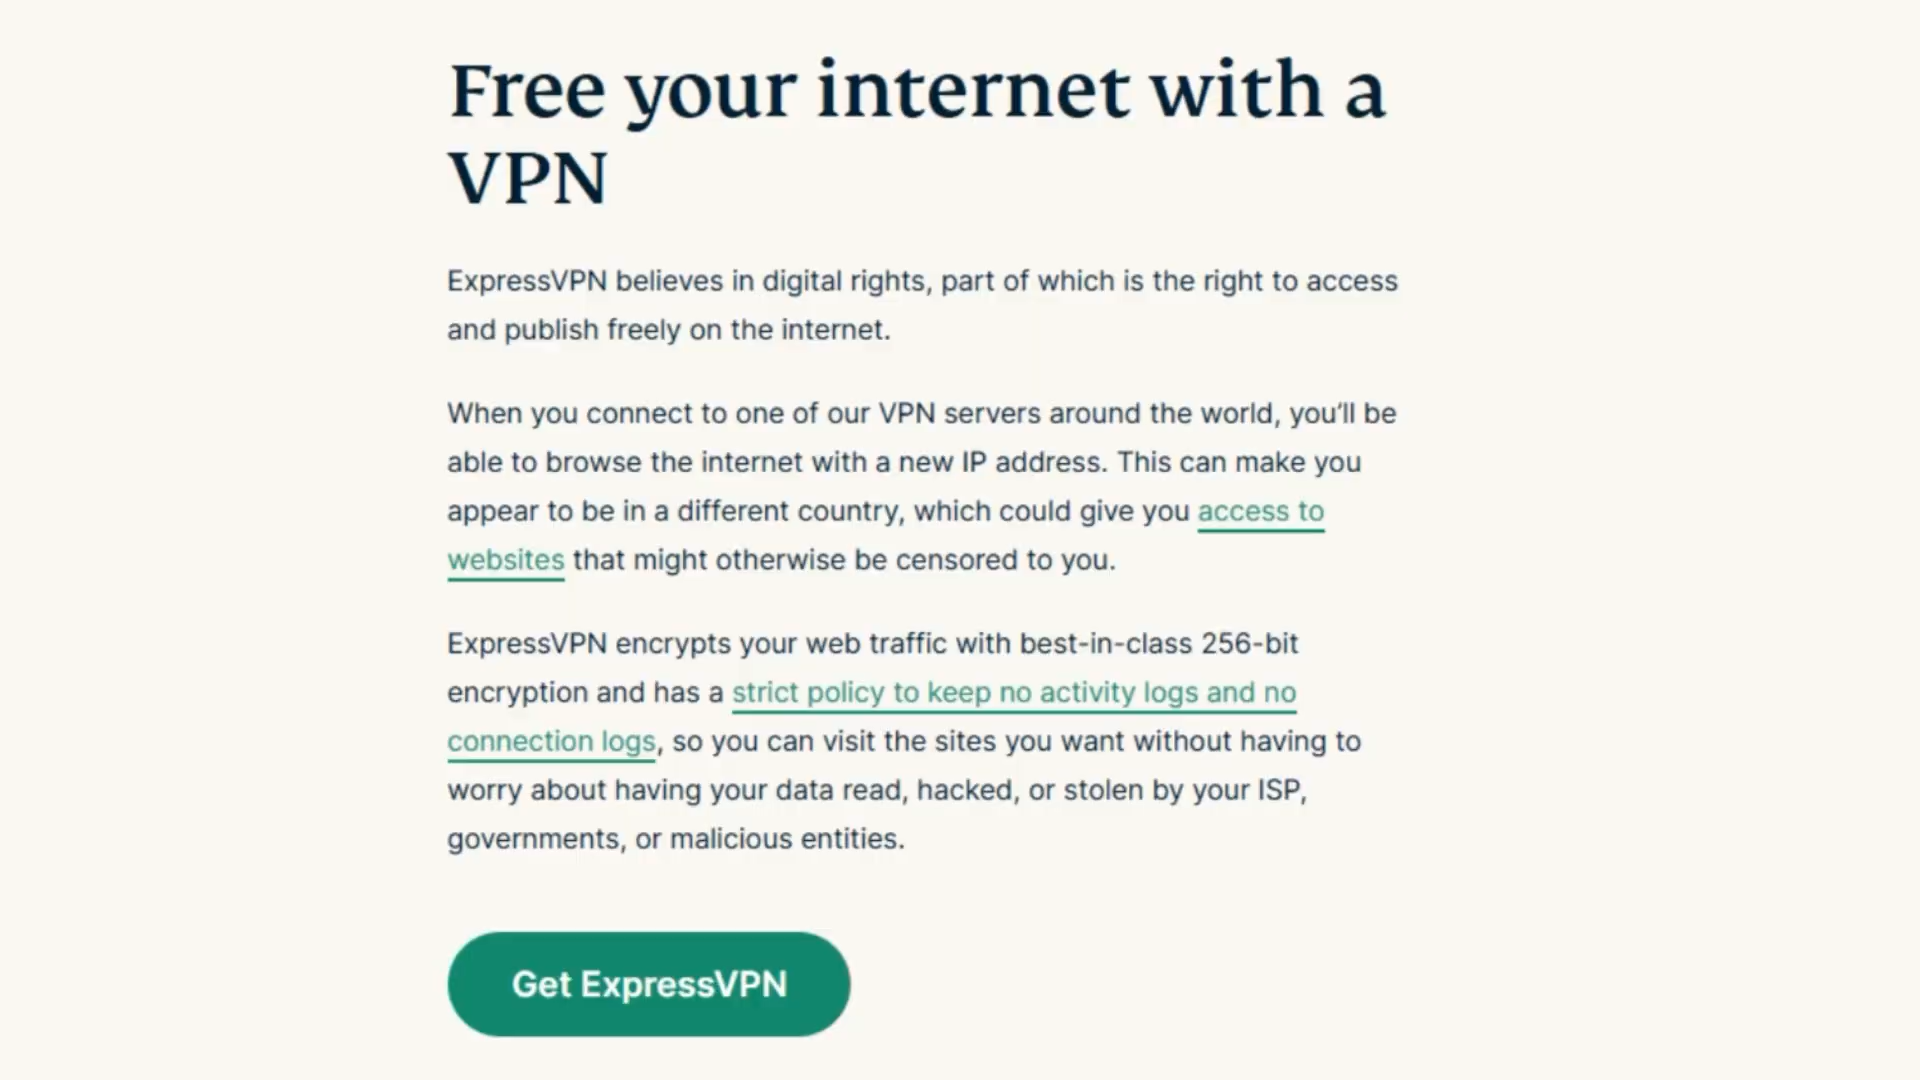 Free your internet with a
VPN
ExpressVPN believes in digital rights, part of which is the right to access
and publish freely on the internet.
When you connect to one of our VPN servers around the world, you’ll be
able to browse the internet with a new IP address. This can make you
appear to be in a different country, which could give you access to
websites that might otherwise be censored to you.
ExpressVPN encrypts your web traffic with best-in-class 256-bit
encryption and has a strict policy to keep no activity logs and no
connection logs, so you can visit the sites you want without having to
worry about having your data read, hacked, or stolen by your ISP,
governments, or malicious entities.
Get ExpressVPN